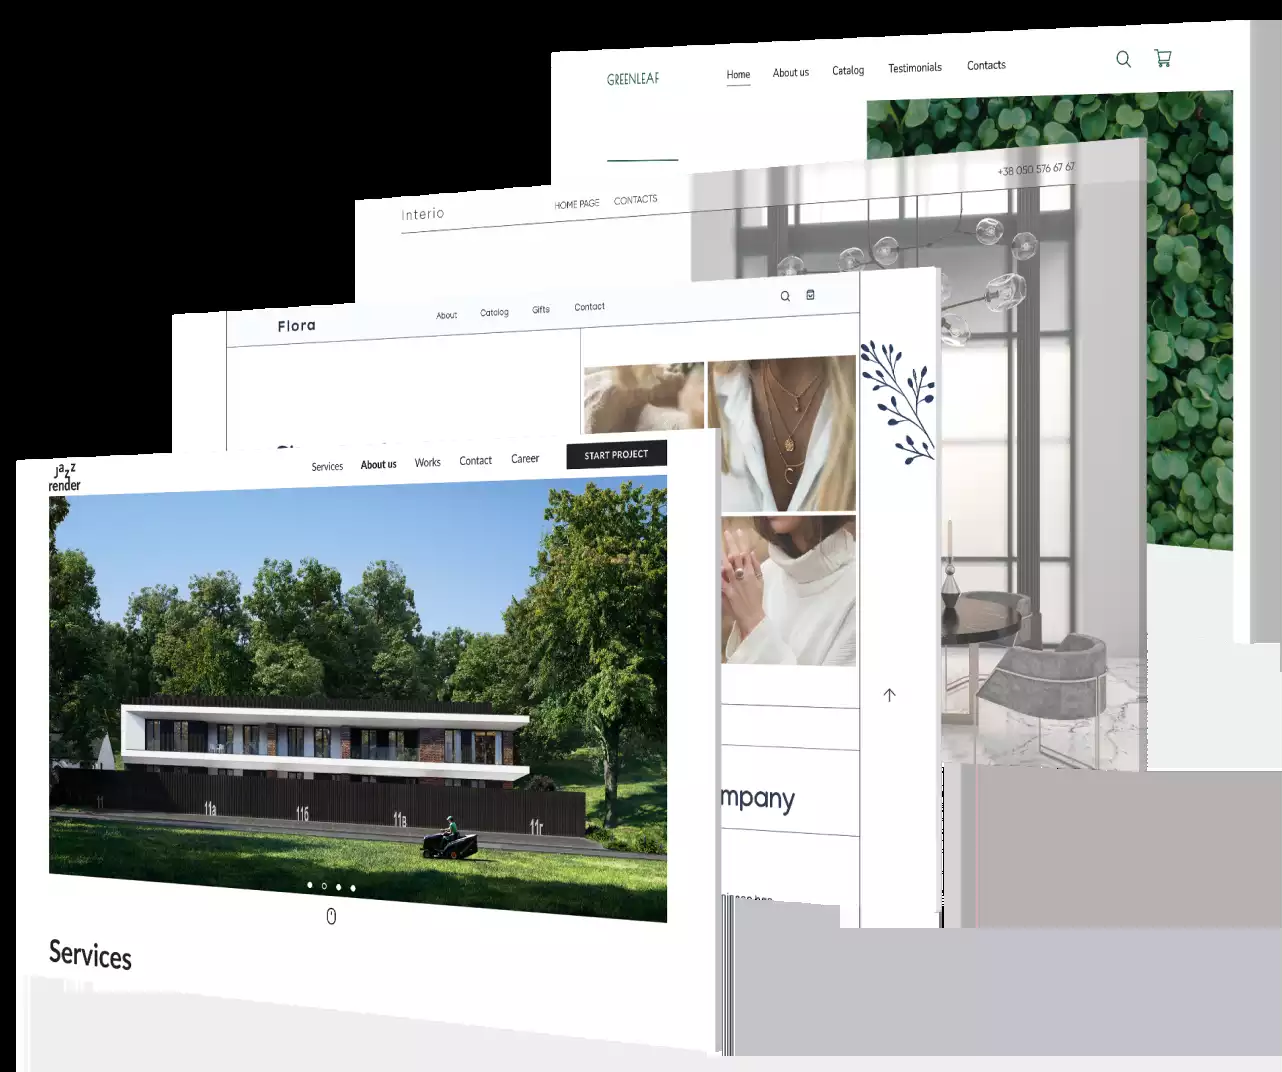 GREENLEAF
Home About us Catalog Testimonials Contacts
+38 050 576 67 67
Interio HOME PAGE CONTACTS
Flora About Catalog Gifts Contact
jazz
render
Services About us Works Contact Career START PROJECT
11a 11б 11в 11г
mpany
Services